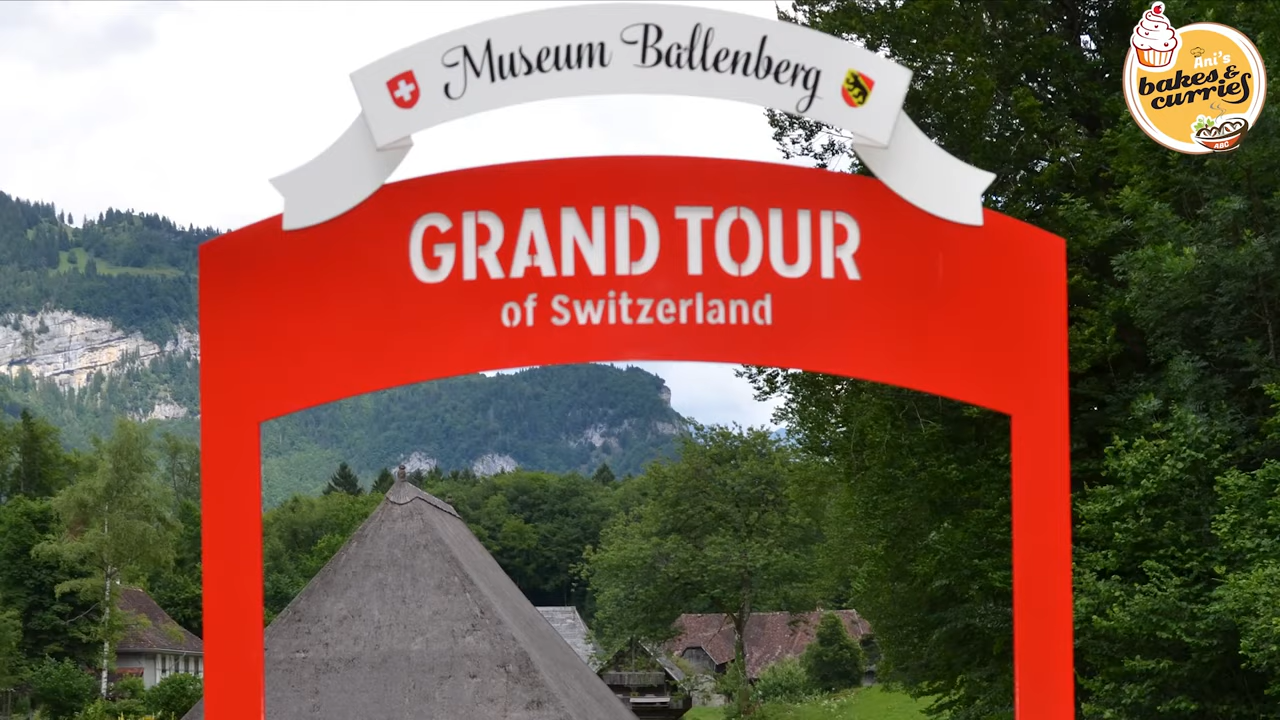 Museum Ballenberg
GRAND TOUR
of Switzerland
Ani's
bakes &
curries
ABC